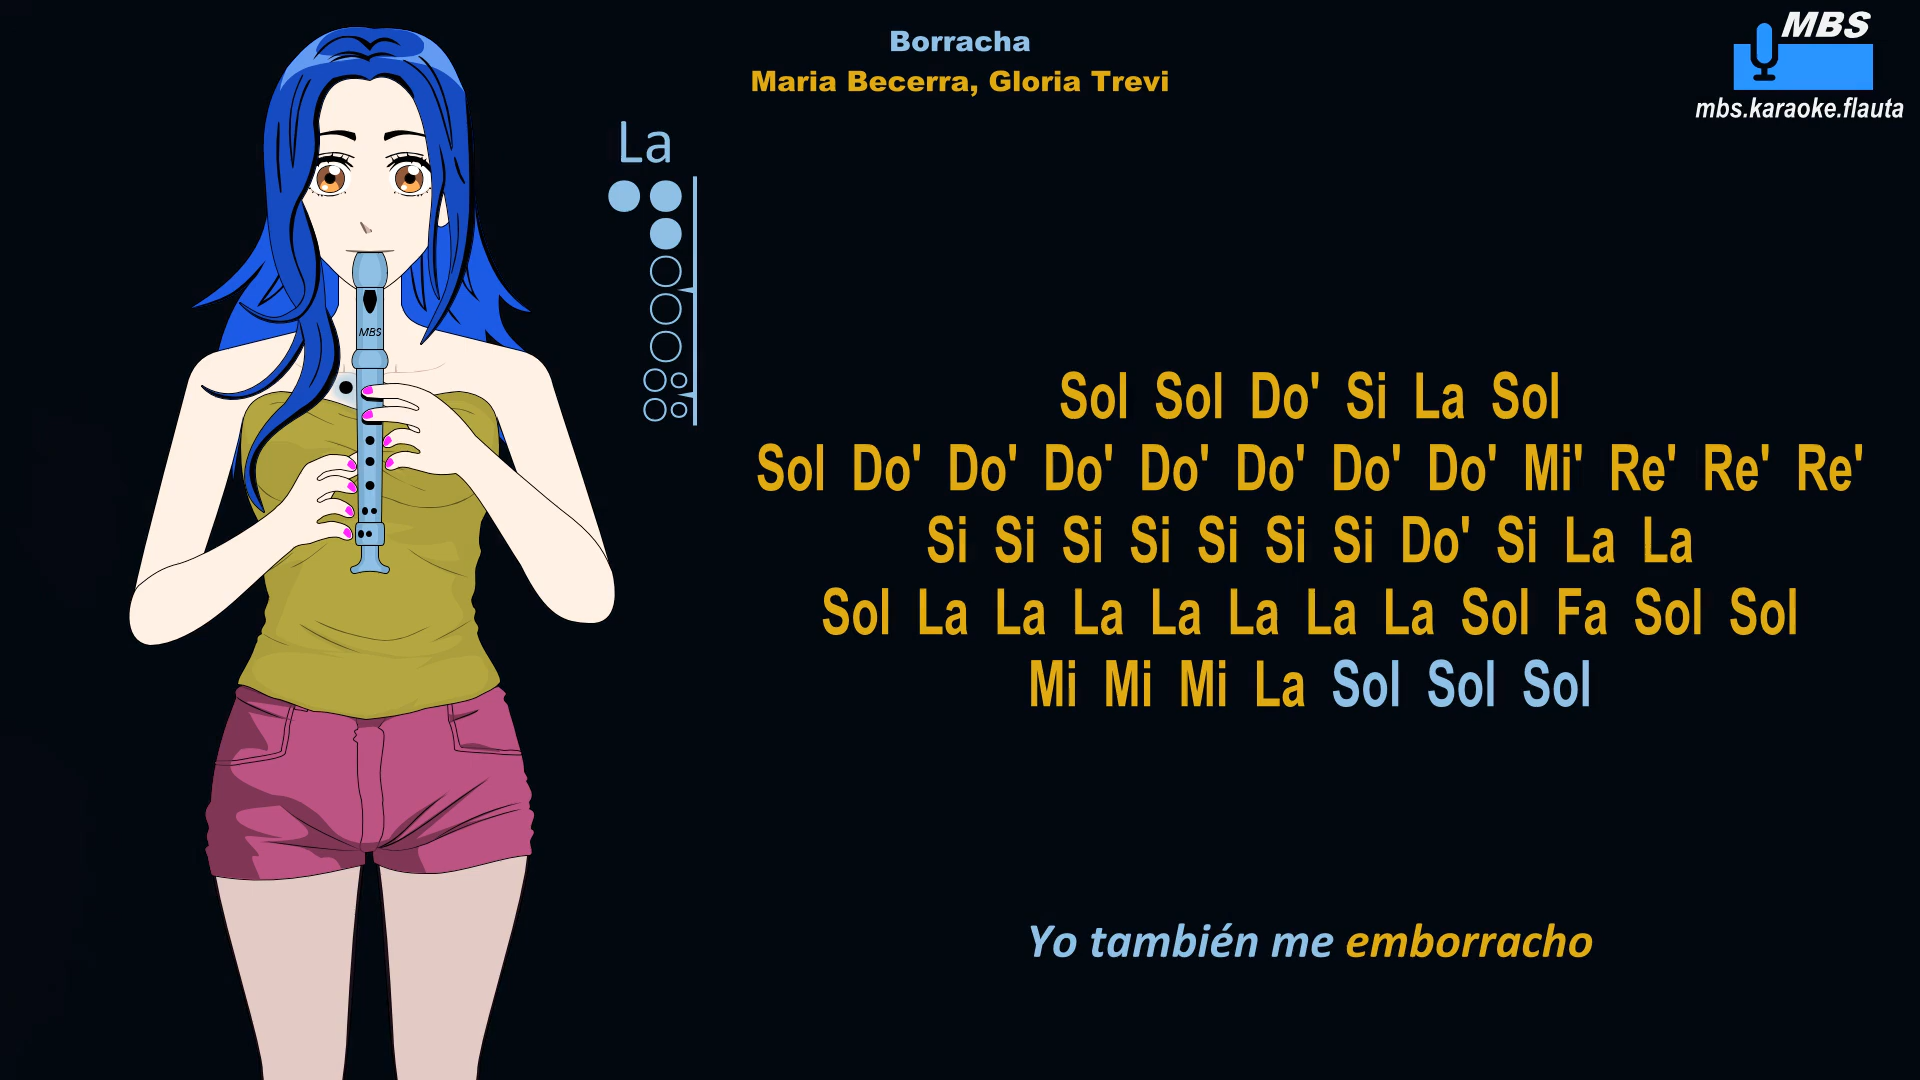 Borracha
Maria Becerra, Gloria Trevi
MBS
mbs.karaoke.flauta
La
MBS
Sol Sol Do' Si La Sol
Sol Do' Do' Do' Do' Do' Do' Do' Mi' Re' Re' Re'
Si Si Si Si Si Si Si Do' Si La La
Sol La La La La La La La Sol Fa Sol Sol
Mi Mi Mi La Sol Sol Sol
Yo también me emborracho